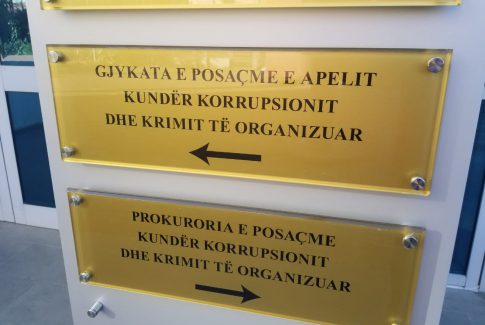 GJYKATA E POSAÇME E APELIT
KUNDËR KORRUPSIONIT
DHE KRIMIT TË ORGANIZUAR
PROKURORIA E POSAÇME
KUNDËR KORRUPSIONIT
DHE KRIMIT TË ORGANIZUAR